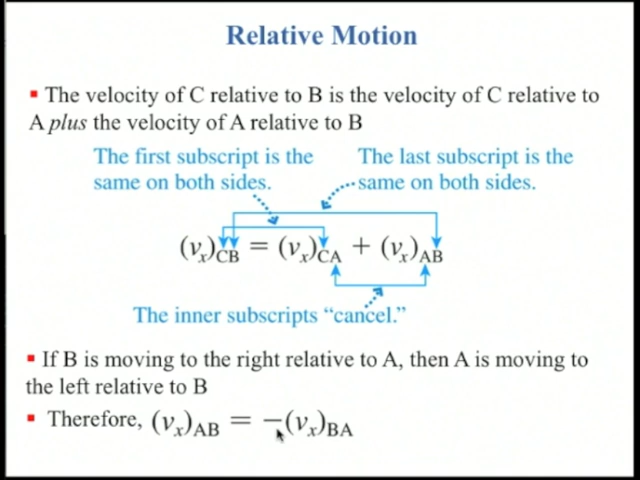 Relative Motion
▪ The velocity of C relative to B is the velocity of C relative to
A plus the velocity of A relative to B
The first subscript is the
same on both sides.
The last subscript is the
same on both sides.
(vₓ)CB = (vₓ)CA + (vₓ)AB
The inner subscripts “cancel.”
▪ If B is moving to the right relative to A, then A is moving to
the left relative to B
▪ Therefore, (vₓ)AB = −(vₓ)BA